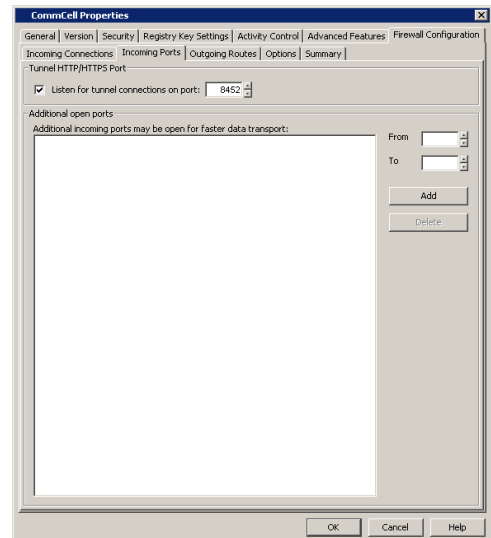 CommCell Properties
General Version Security Registry Key Settings Activity Control Advanced Features Firewall Configuration
Incoming Connections Incoming Ports Outgoing Routes Options Summary
Tunnel HTTP/HTTPS Port
Listen for tunnel connections on port: 8452
Additional open ports
Additional incoming ports may be open for faster data transport:
From
To
Add
Delete
OK Cancel Help